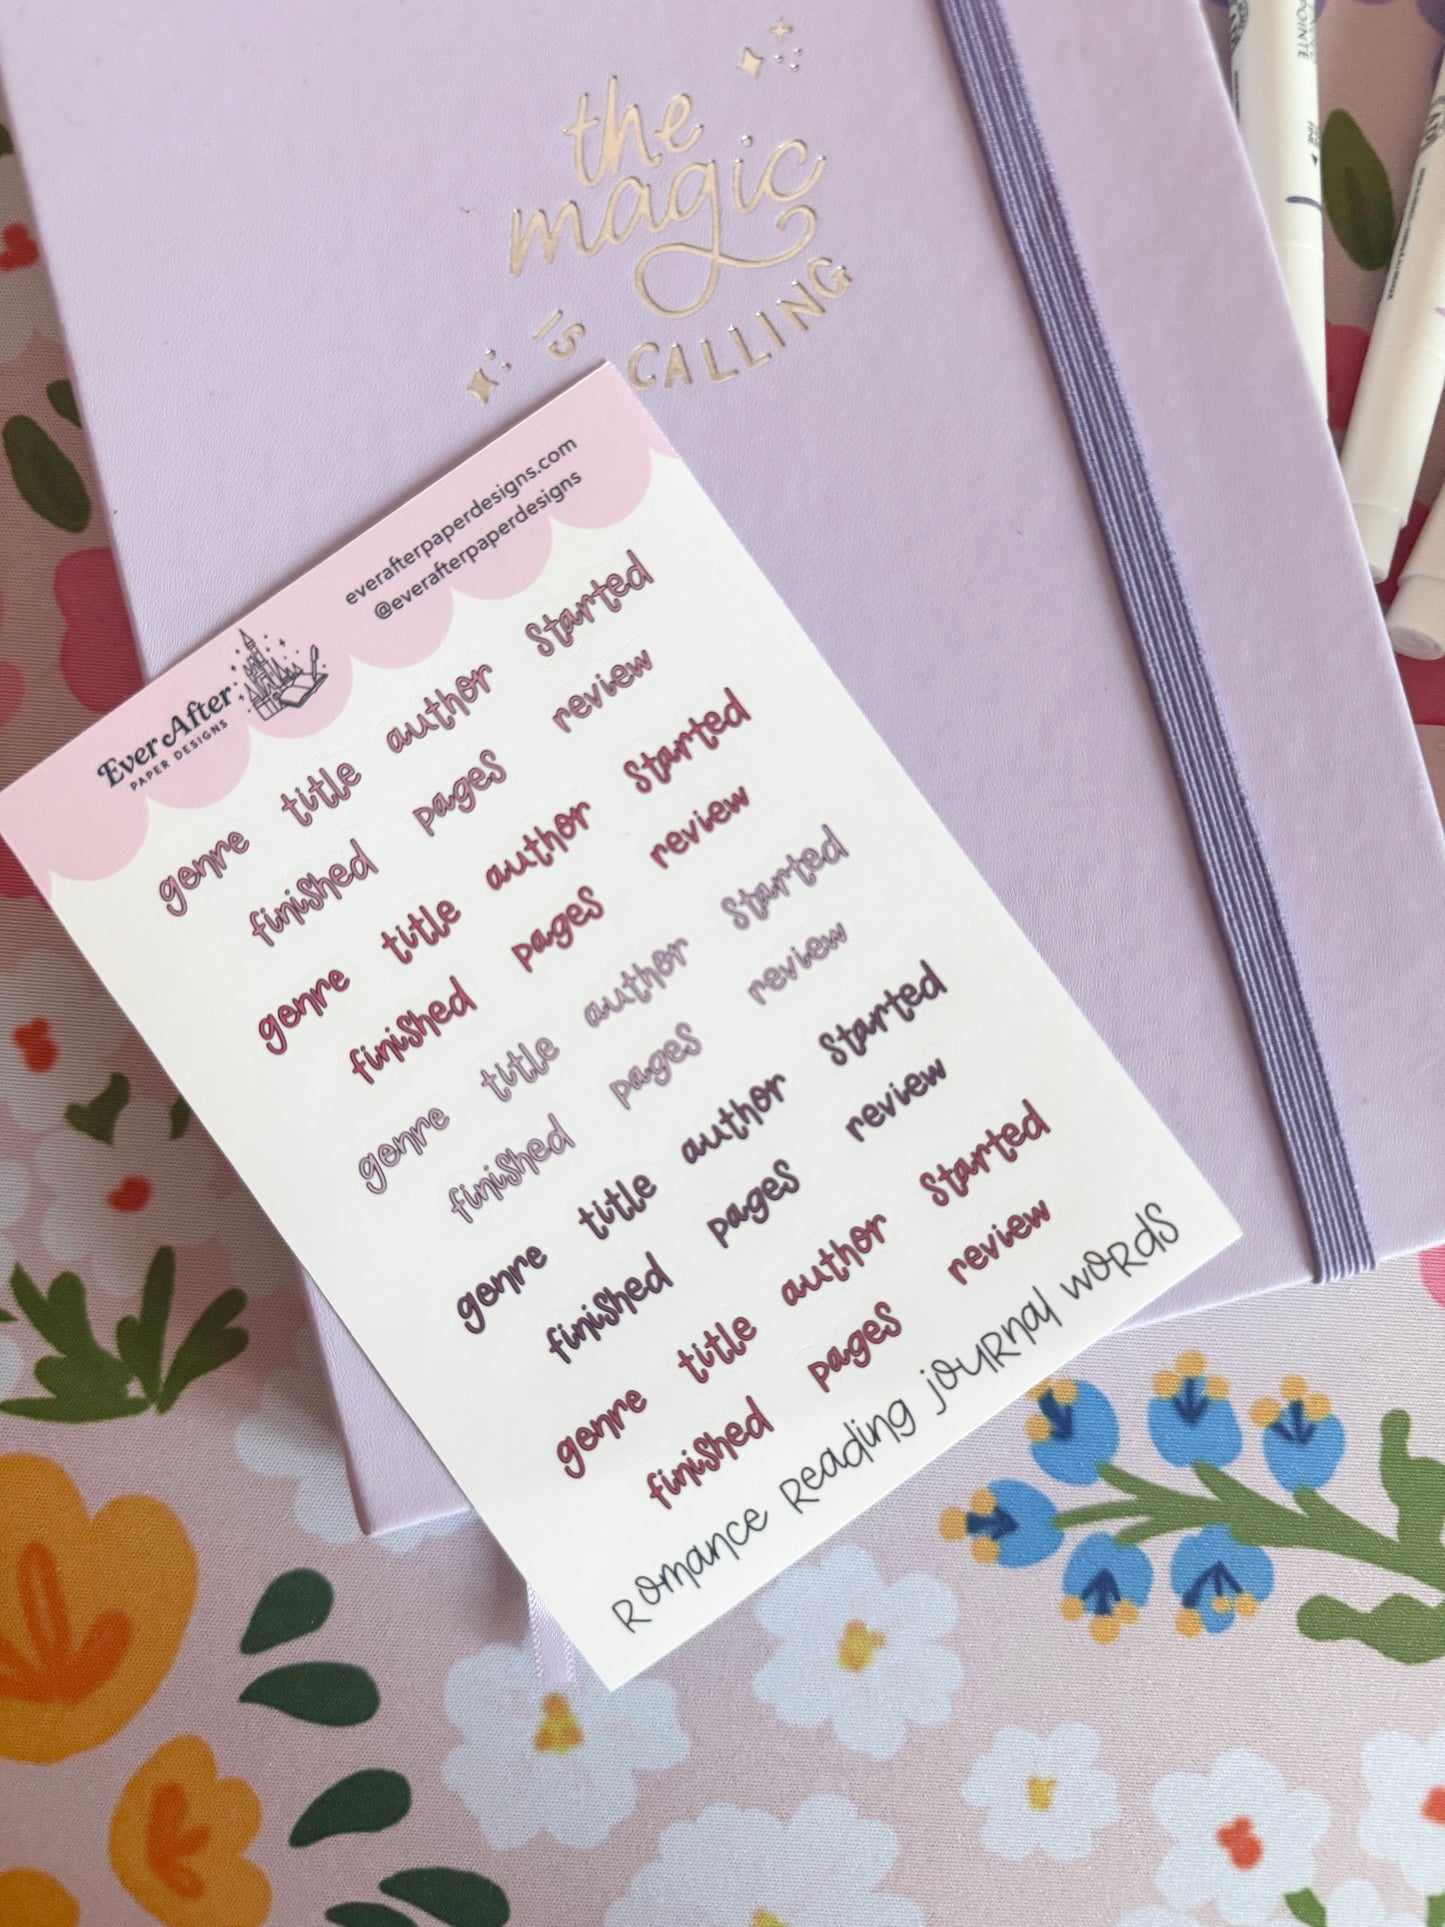 the
magic
IS CALLING
everafterpaperdesigns.com
@everafterpaperdesigns
Ever After
PAPER DESIGNS
genre title author started
finished pages review
genre title author started
finished pages review
genre title author started
finished pages review
genre title author started
finished pages review
genre title author started
finished pages review
Romance Reading Journal Words
POINTE